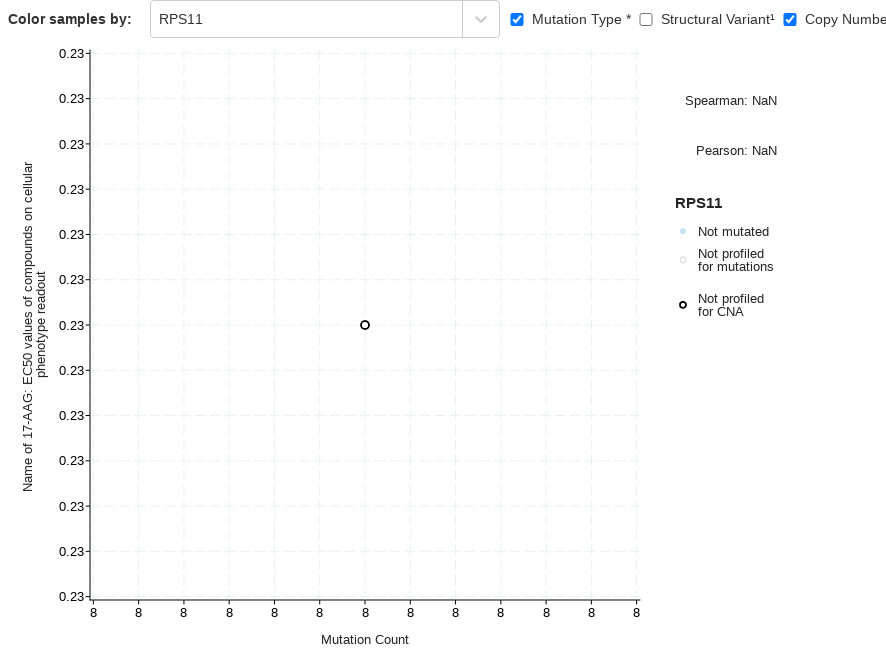 Color samples by:
RPS11
Mutation Type *
Structural Variant¹
Copy Numbe
0.23
0.23
0.23
0.23
0.23
0.23
0.23
0.23
0.23
0.23
0.23
0.23
0.23
Name of 17-AAG: EC50 values of compounds on cellular
phenotype readout
8 8 8 8 8 8 8 8 8 8 8 8 8
Mutation Count
Spearman: NaN
Pearson: NaN
RPS11
Not mutated
Not profiled
for mutations
Not profiled
for CNA